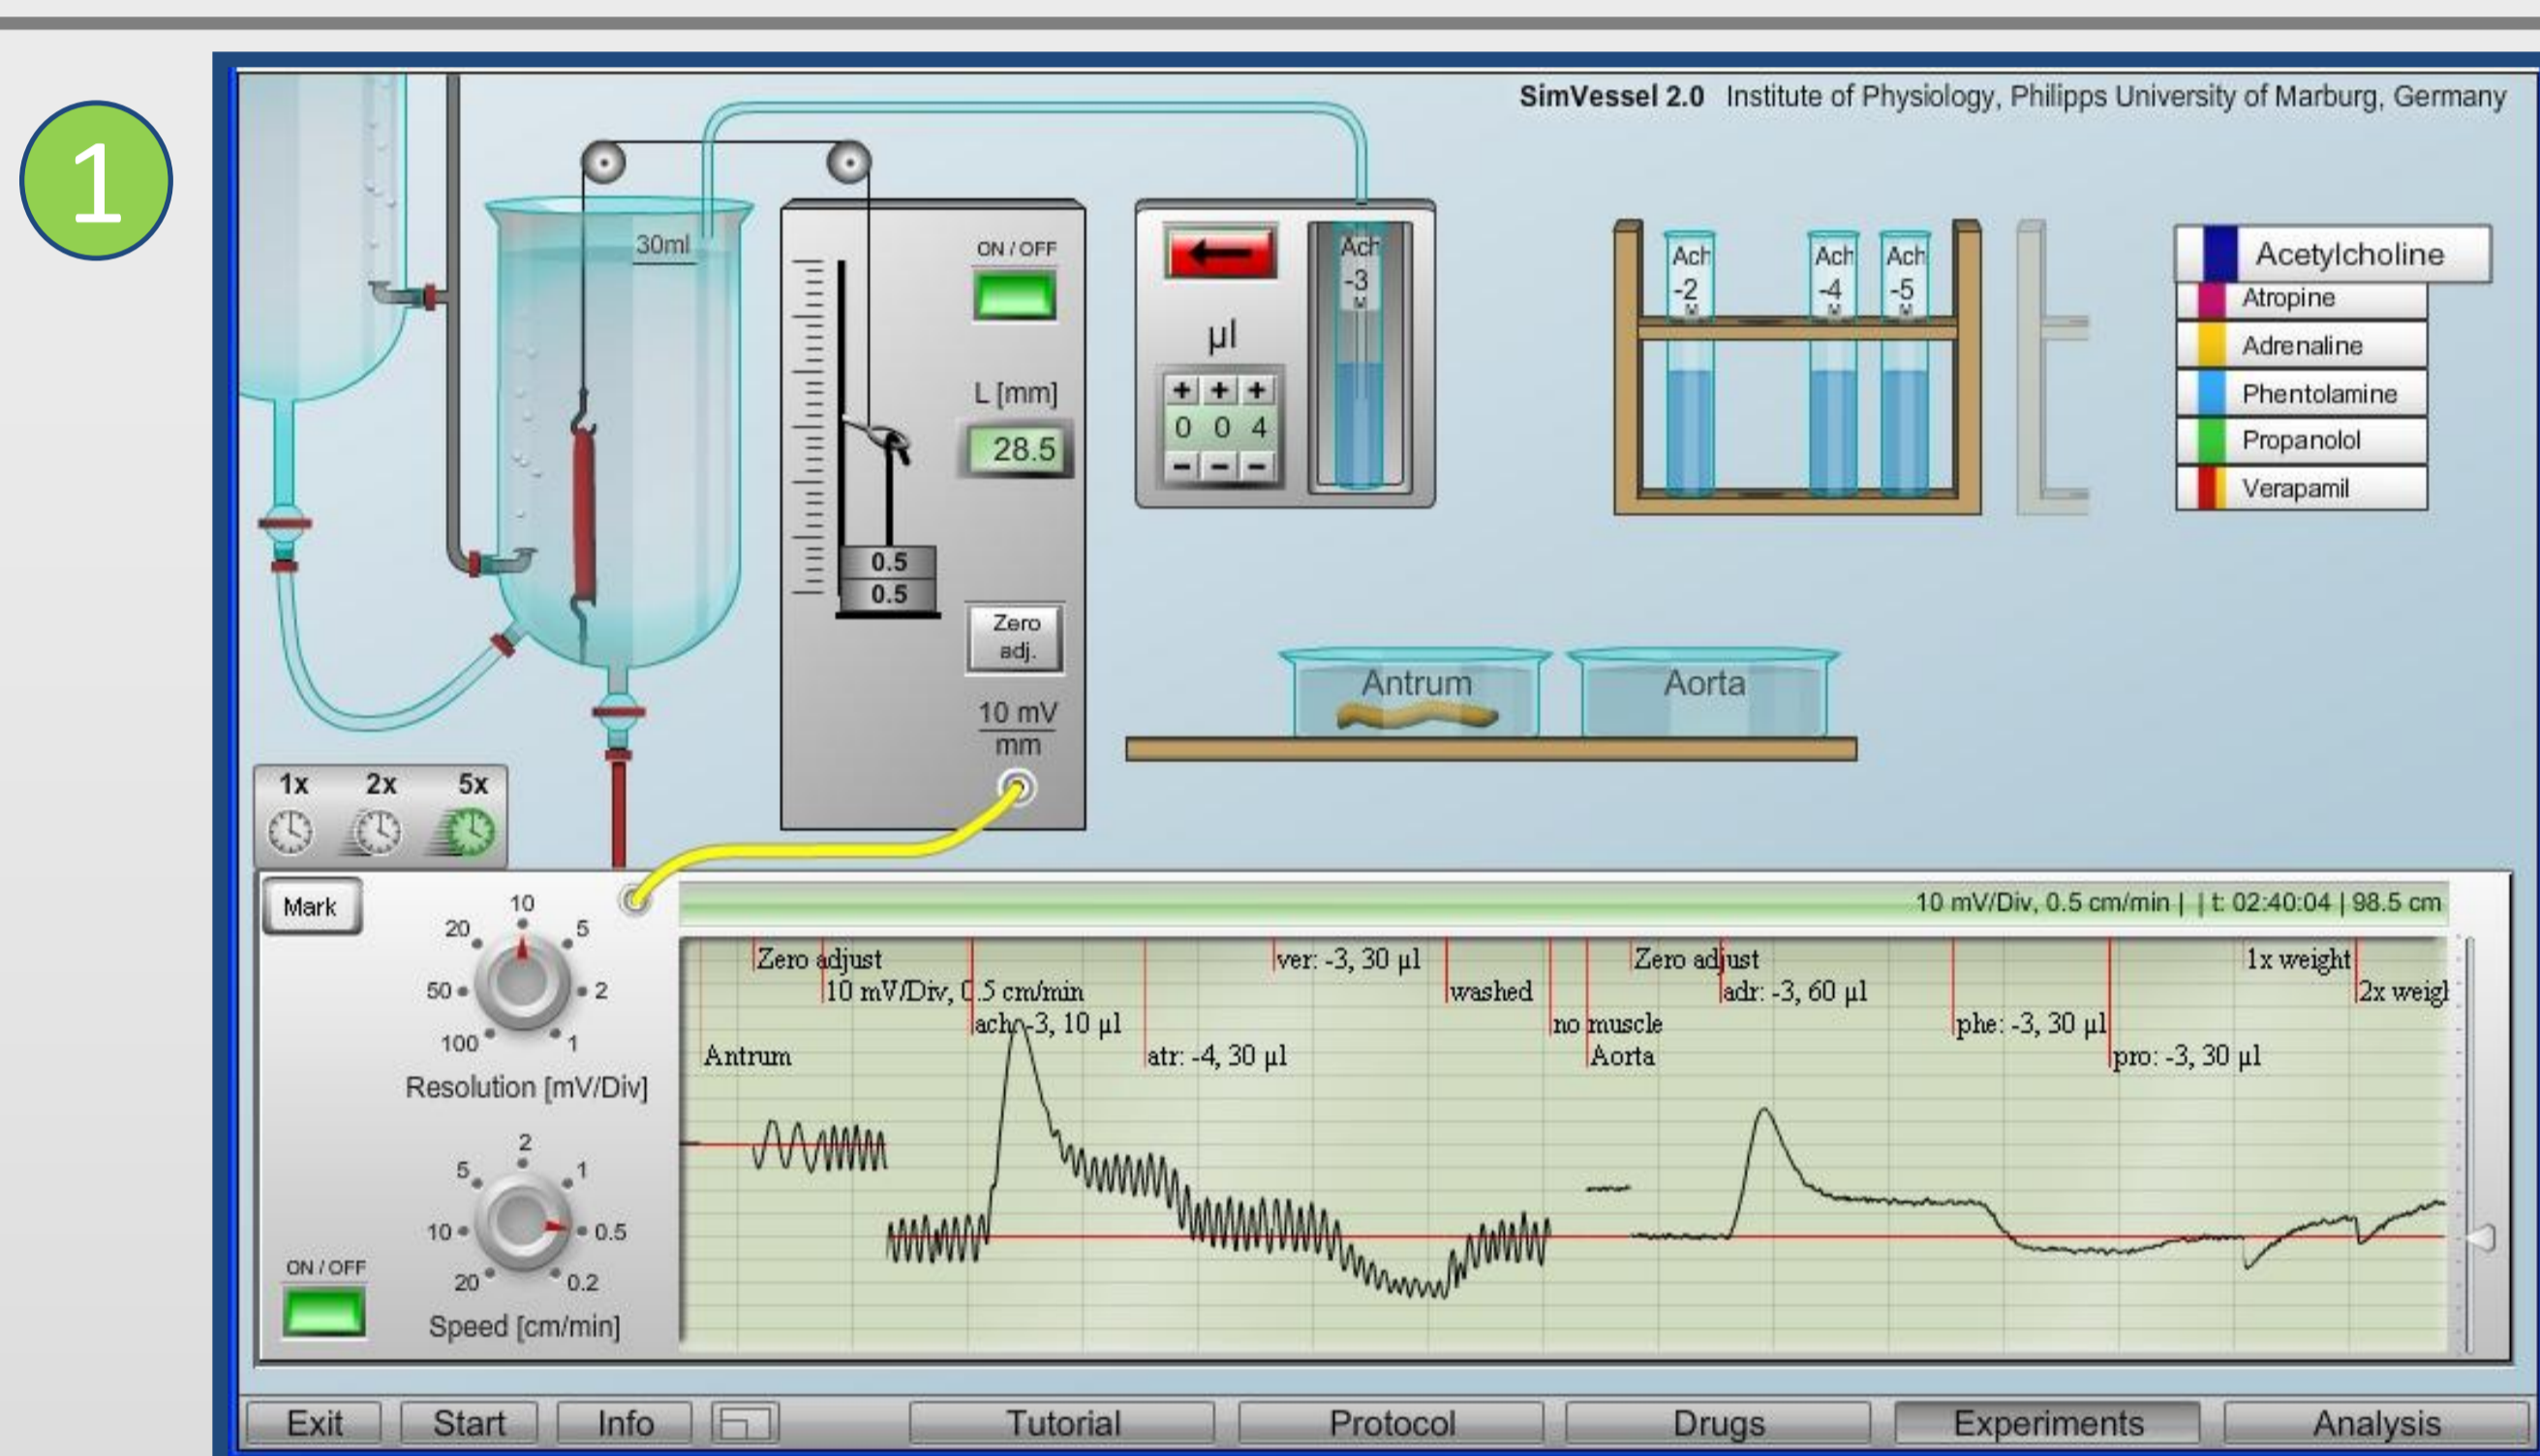 1
SimVessel 2.0 Institute of Physiology, Philipps University of Marburg, Germany
30ml
ON / OFF
L [mm]
28.5
0.5
0.5
Zero
adj.
10 mV
mm
µl
+ + +
0 0 4
− − −
Ach
-3
M
Ach
-2
M
Ach
-4
M
Ach
-5
M
Acetylcholine
Atropine
Adrenaline
Phentolamine
Propanolol
Verapamil
Antrum
Aorta
1x 2x 5x
Mark
10
20 5
50 2
100 1
Resolution [mV/Div]
2
5 1
10 0.5
20 0.2
Speed [cm/min]
ON / OFF
10 mV/Div, 0.5 cm/min | | t: 02:40:04 | 98.5 cm
Zero adjust
ver: -3, 30 µl
Zero adjust
1x weight
10 mV/Div, 0.5 cm/min
washed
adr: -3, 60 µl
2x weigl
ach: -3, 10 µl
no muscle
phe: -3, 30 µl
Antrum
atr: -4, 30 µl
Aorta
pro: -3, 30 µl
Exit Start Info Tutorial Protocol Drugs Experiments Analysis